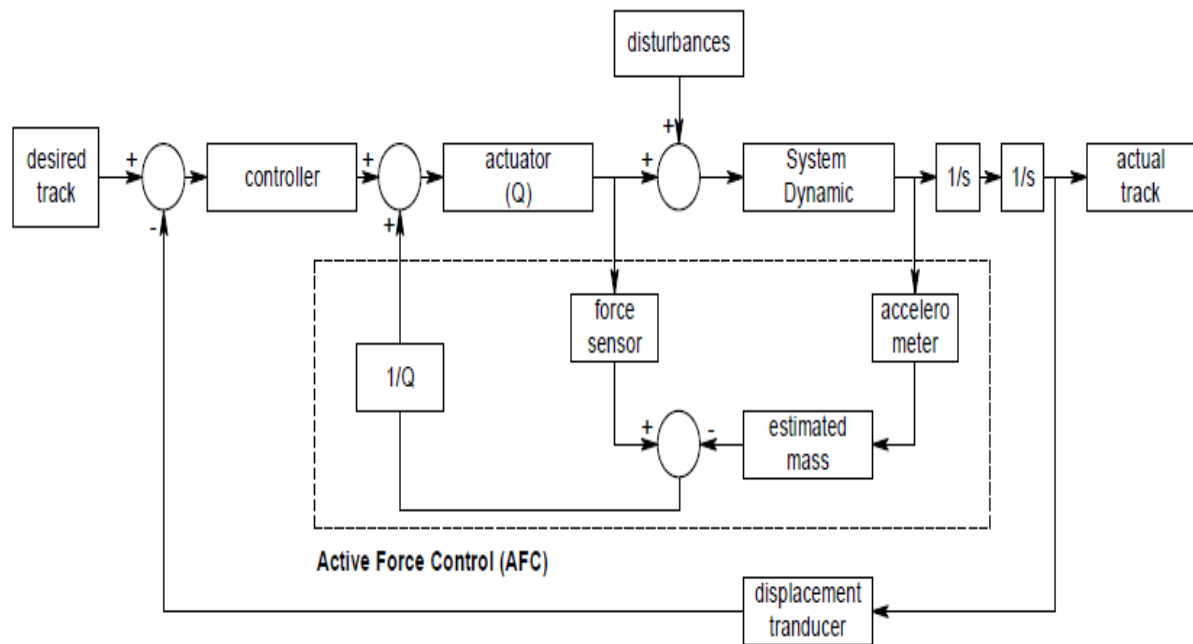 disturbances
desired
track
+
-
controller
+
+
actuator
(Q)
+
+
System
Dynamic
1/s
1/s
actual
track
force
sensor
accelero
meter
1/Q
+
-
estimated
mass
Active Force Control (AFC)
displacement
tranducer